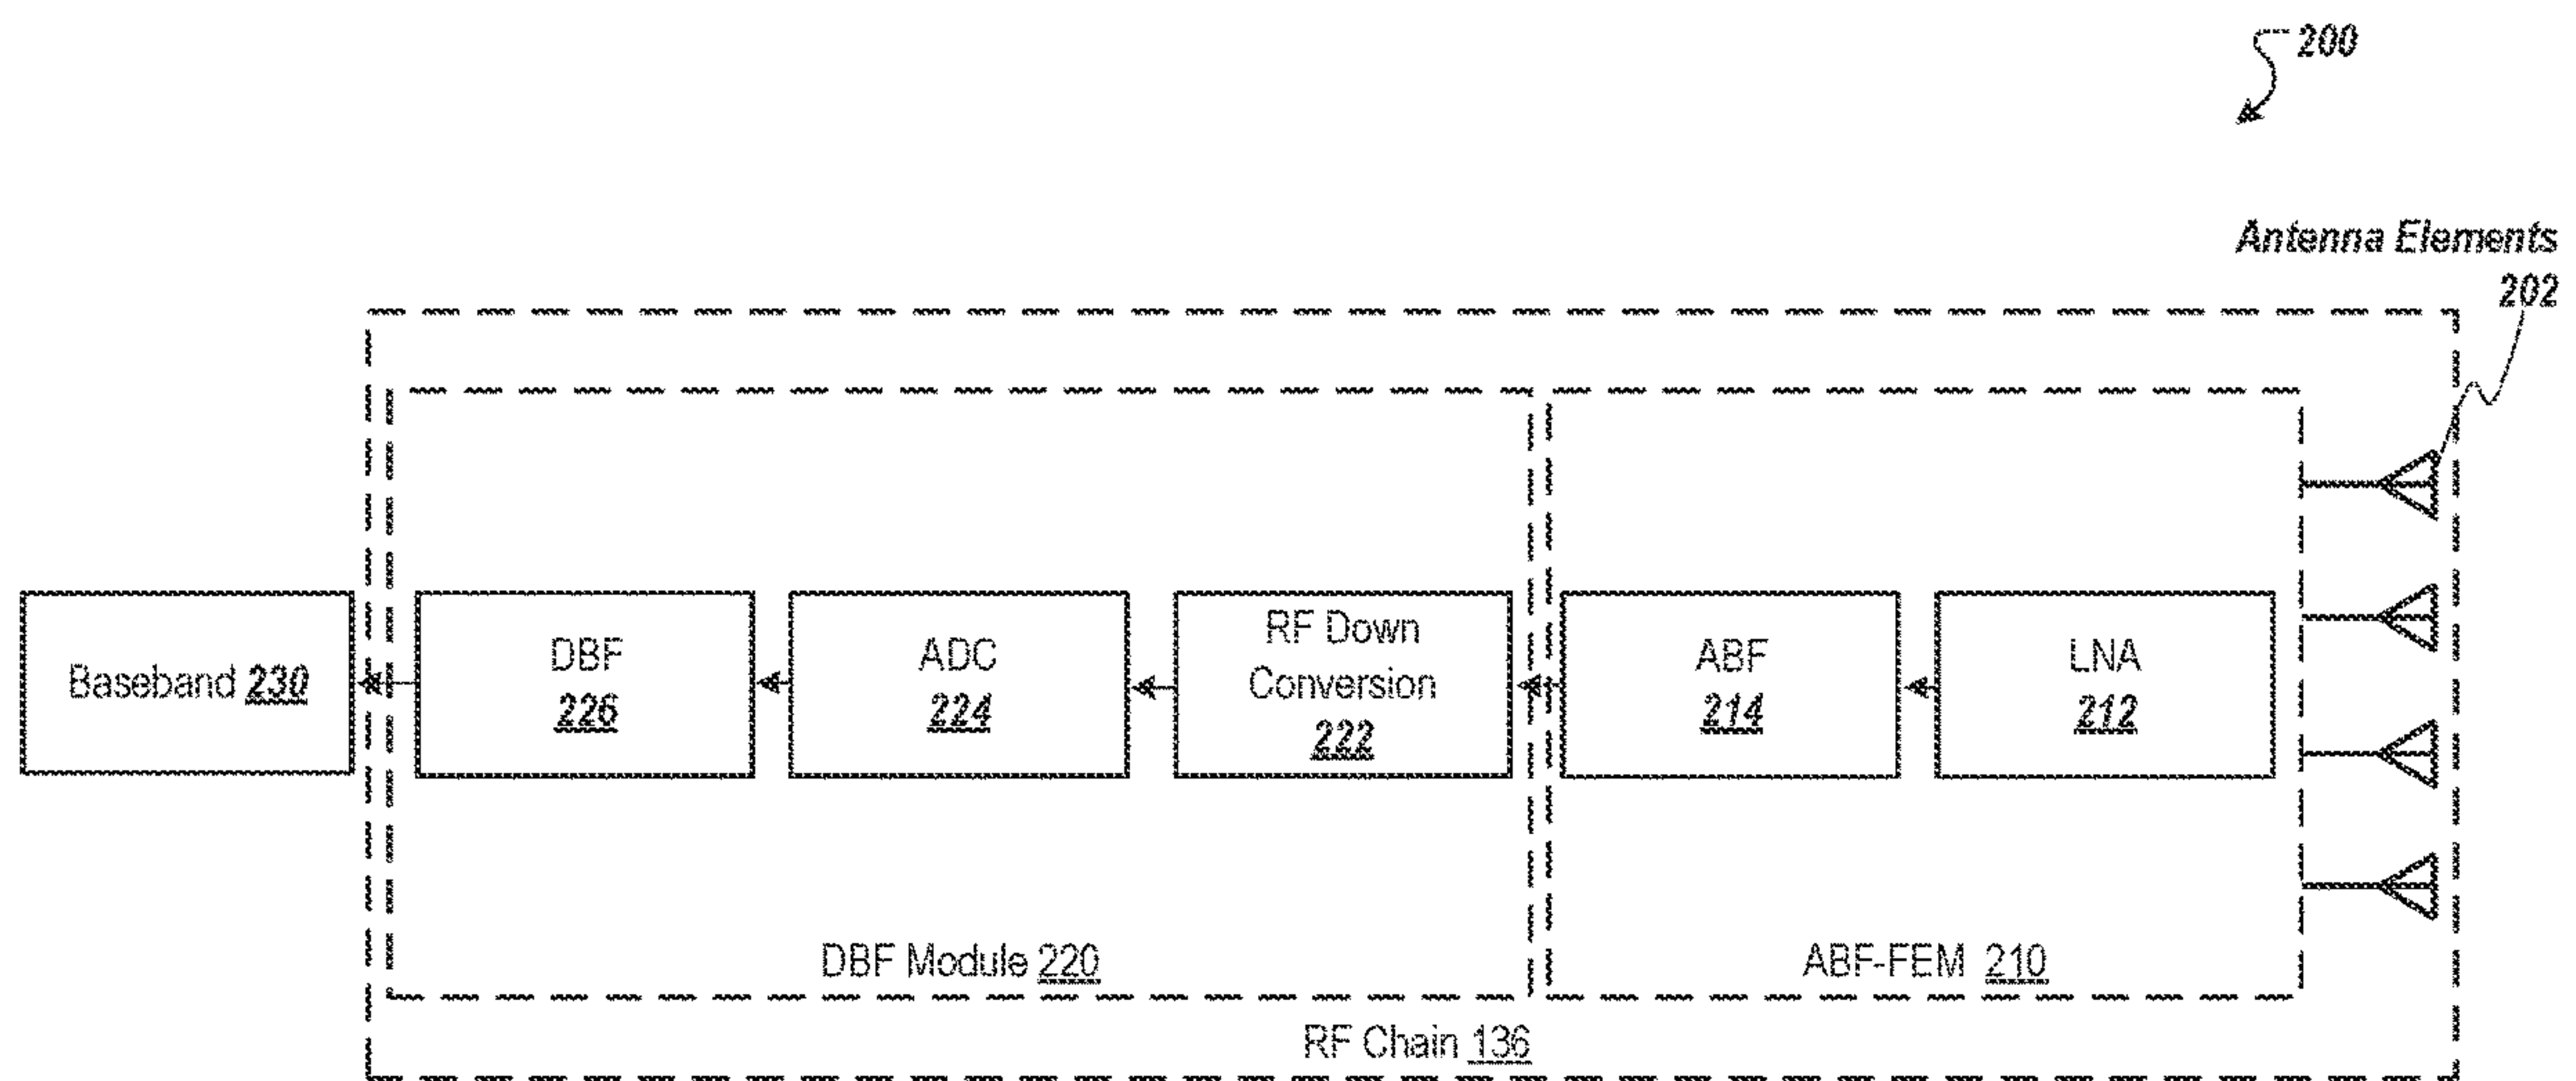 200
Antenna Elements
202
Baseband 230
DBF
226
ADC
224
RF Down
Conversion
222
ABF
214
LNA
212
DBF Module 220
ABF-FEM 210
RF Chain 136